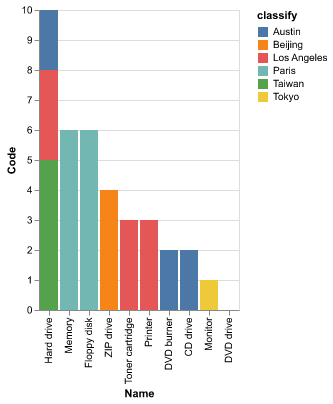 classify
Austin
Beijing
Los Angeles
Paris
Taiwan
Tokyo
Code
10
9
8
7
6
5
4
3
2
1
0
Hard drive
Memory
Floppy disk
ZIP drive
Toner cartridge
Printer
DVD burner
CD drive
Monitor
DVD drive
Name